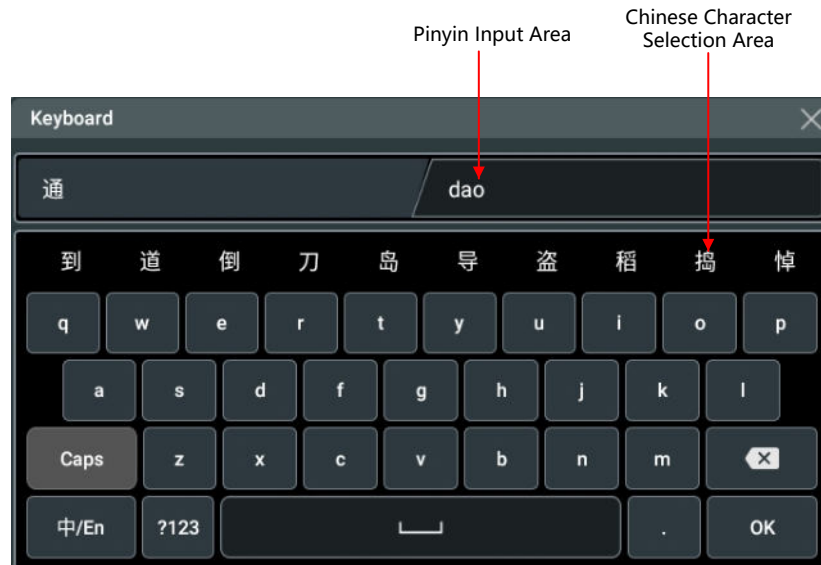 Chinese Character
Pinyin Input Area
Selection Area
Keyboard
通 dao
到 道 倒 刀 岛 导 盗 稻 捣 悼
q w e r t y u i o p
a s d f g h j k l
Caps z x c v b n m
中/En ?123 . OK